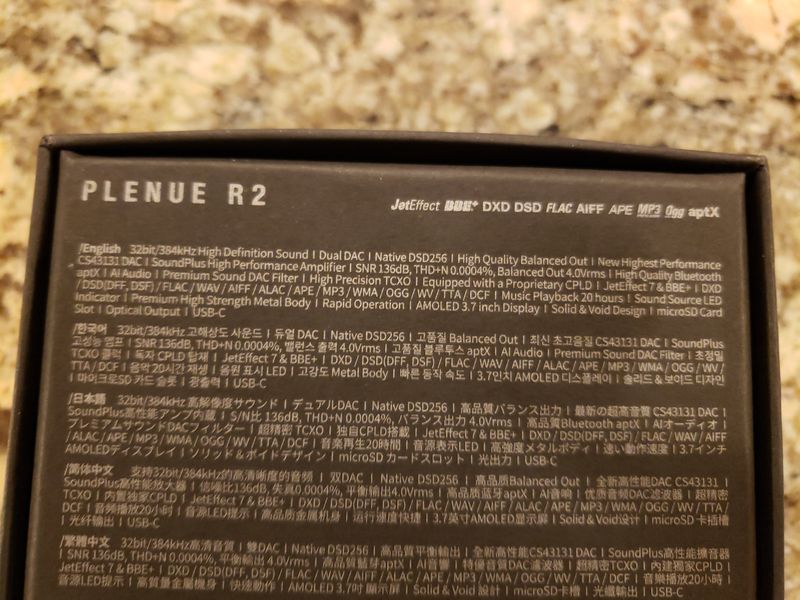 PLENUE R2
JetEffect BBE+ DXD DSD FLAC AIFF APE MP3 Ogg aptX
/English 32bit/384kHz High Definition Sound | Dual DAC | Native DSD256 | High Quality Balanced Out | New Highest Performance
CS43131 DAC | SoundPlus High Performance Amplifier | SNR 136dB, THD+N 0.0004%, Balanced Out 4.0Vrms | High Quality Bluetooth
aptX | AI Audio | Premium Sound DAC Filter | High Precision TCXO | Equipped with a Proprietary CPLD | JetEffect 7 & BBE+ | DXD
/ DSD(DFF, DSF) / FLAC / WAV / AIFF / ALAC / APE / MP3 / WMA / OGG / WV / TTA / DCF | Music Playback 20 hours | Sound Source LED
Indicator | Premium High Strength Metal Body | Rapid Operation | AMOLED 3.7 inch Display | Solid & Void Design | microSD Card
Slot | Optical Output | USB-C
/한국어 32bit/384kHz 고해상도 사운드 | 듀얼 DAC | Native DSD256 | 고품질 Balanced Out | 최신 초고음질 CS43131 DAC | SoundPlus
고성능 앰프 | SNR 136dB, THD+N 0.0004%, 밸런스 출력 4.0Vrms | 고품질 블루투스 aptX | AI Audio | Premium Sound DAC Filter | 초정밀
TCXO 클럭 | 독자 CPLD 탑재 | JetEffect 7 & BBE+ | DXD / DSD(DFF, DSF) / FLAC / WAV / AIFF / ALAC / APE / MP3 / WMA / OGG / WV /
TTA / DCF | 음악 20시간 재생 | 음원 표시 LED | 고강도 Metal Body | 빠른 동작 속도 | 3.7인치 AMOLED 디스플레이 | 솔리드 & 보이드 디자인
| 마이크로SD 카드 슬롯 | 광출력 | USB-C
/日本語 32bit/384kHz 高解像度サウンド | デュアルDAC | Native DSD256 | 高品質バランス出力 | 最新の超高音質 CS43131 DAC |
SoundPlus高性能アンプ内蔵 | S/N比 136dB, THD+N 0.0004%, バランス出力 4.0Vrms | 高品質Bluetooth aptX | AIオーディオ |
プレミアムサウンドDACフィルター | 超精密 TCXO | 独自CPLD搭載 | JetEffect 7 & BBE+ | DXD / DSD(DFF, DSF) / FLAC / WAV / AIFF
/ ALAC / APE / MP3 / WMA / OGG / WV / TTA / DCF | 音楽再生20時間 | 音源表示LED | 高強度メタルボディ | 速い動作速度 | 3.7インチ
AMOLEDディスプレイ | ソリッド&ボイドデザイン | microSD カードスロット | 光出力 | USB-C
/简体中文 支持32bit/384kHz的高清晰度的音频 | 双DAC | Native DSD256 | 高品质Balanced Out | 全新高性能DAC CS43131 |
SoundPlus高性能放大器 | 信噪比136dB, 失真0.0004%, 平衡输出4.0Vrms | 高品质蓝牙aptX | AI音响 | 优质音频DAC滤波器 | 超精密
TCXO | 内置独家CPLD | JetEffect 7 & BBE+ | DXD / DSD(DFF, DSF) / FLAC / WAV / AIFF / ALAC / APE / MP3 / WMA / OGG / WV / TTA /
DCF | 音频播放20小时 | 音源LED提示 | 高品质金属机身 | 运行速度快捷 | 3.7英寸AMOLED显示屏 | Solid & Void设计 | microSD卡插槽
| 光纤输出 | USB-C
/繁體中文 32bit/384kHz高清音質 | 雙DAC | Native DSD256 | 高品質平衡輸出 | 全新高性能CS43131 DAC | SoundPlus高性能擴音器
| SNR 136dB, THD+N 0.0004%, 平衡輸出 4.0Vrms | 高品質藍芽aptX | AI音響 | 特優音質DAC濾波器 | 超精密TCXO | 內建獨家CPLD
| JetEffect 7 & BBE+ | DXD / DSD(DFF, DSF) / FLAC / WAV / AIFF / ALAC / APE / MP3 / WMA / OGG / WV / TTA / DCF | 音樂播放20小時 |
音源LED提示 | 高質量金屬機身 | 快速動作 | AMOLED 3.7吋 顯示屏 | Solid & Void 設計 | microSD卡槽 | 光纖輸出 | USB-C